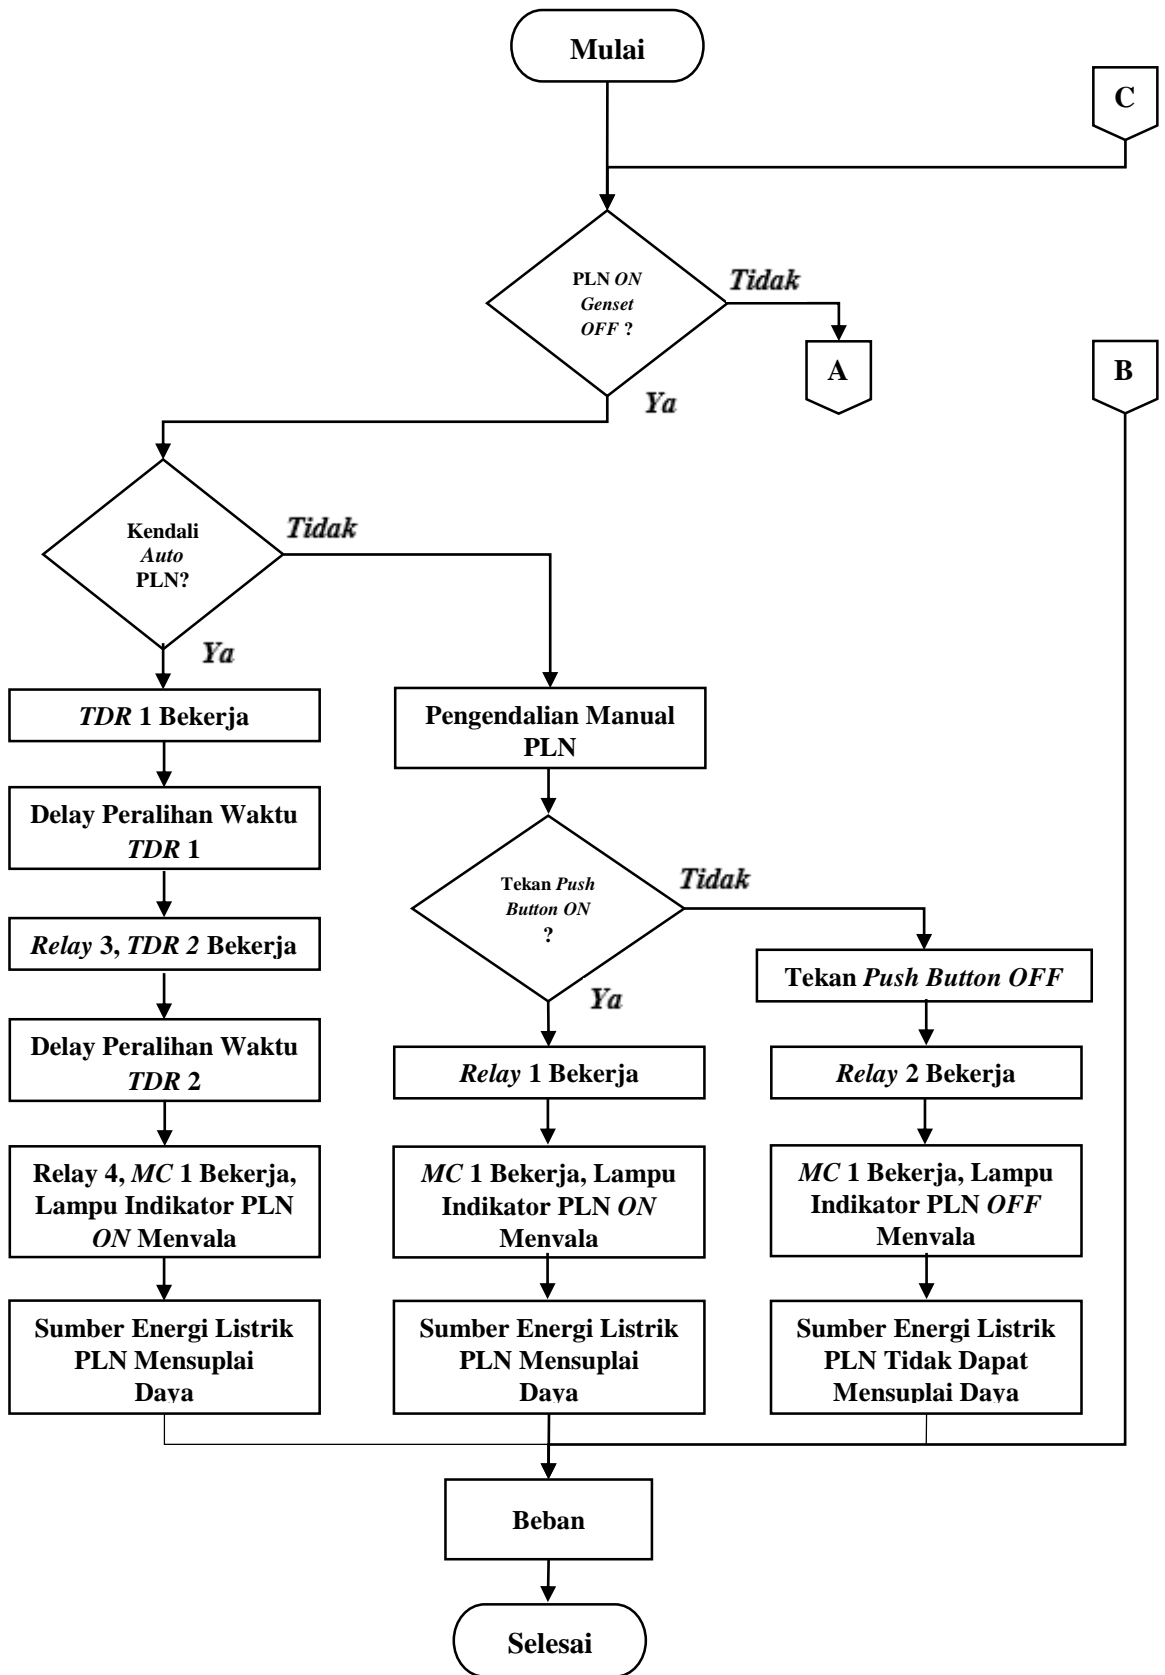 Mulai
C
PLN ON
Genset
OFF ?
Tidak
A
B
Ya
Kendali
Auto
PLN?
Tidak
Ya
TDR 1 Bekerja
Pengendalian Manual
PLN
Delay Peralihan Waktu
TDR 1
Tekan Push
Button ON
?
Tidak
Relay 3, TDR 2 Bekerja
Tekan Push Button OFF
Ya
Delay Peralihan Waktu
TDR 2
Relay 1 Bekerja
Relay 2 Bekerja
Relay 4, MC 1 Bekerja,
Lampu Indikator PLN
ON Menyala
MC 1 Bekerja, Lampu
Indikator PLN ON
Menyala
MC 1 Bekerja, Lampu
Indikator PLN OFF
Menyala
Sumber Energi Listrik
PLN Mensuplai
Daya
Sumber Energi Listrik
PLN Mensuplai
Daya
Sumber Energi Listrik
PLN Tidak Dapat
Mensuplai Daya
Beban
Selesai